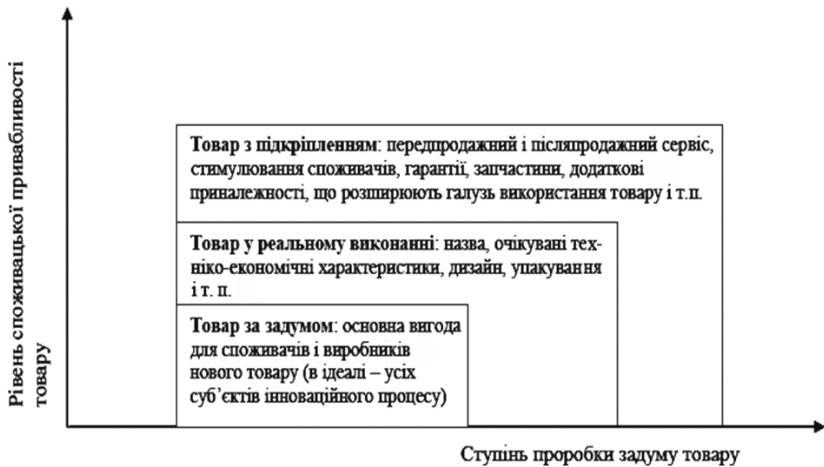 Рівень споживацької привабливості
товару
Товар з підкріпленням: передпродажний і післяпродажний сервіс,
стимулювання споживачів, гарантії, запчастини, додаткові
приналежності, що розширюють галузь використання товару і т.п.
Товар у реальному виконанні: назва, очікувані тех-
ніко-економічні характеристики, дизайн, упакування
і т. п.
Товар за задумом: основна вигода
для споживачів і виробників
нового товару (в ідеалі – усіх
суб’єктів інноваційного процесу)
Ступінь проробки задуму товару